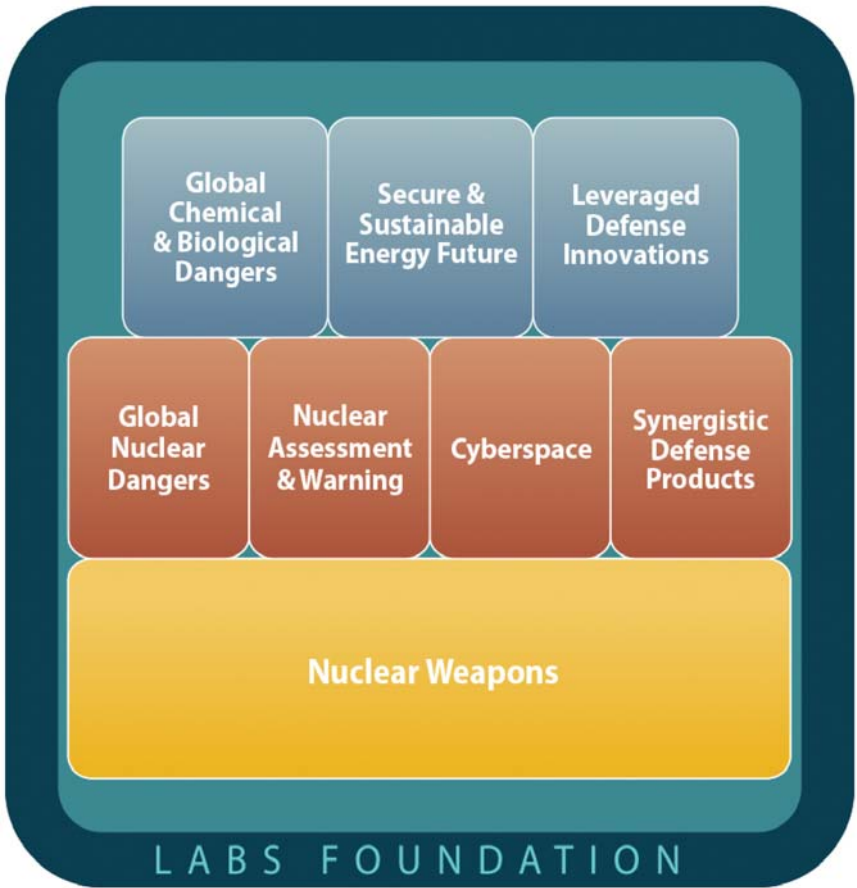 Global
Chemical
& Biological
Dangers
Secure &
Sustainable
Energy Future
Leveraged
Defense
Innovations
Global
Nuclear
Dangers
Nuclear
Assessment
& Warning
Cyberspace
Synergistic
Defense
Products
Nuclear Weapons
LABS FOUNDATION